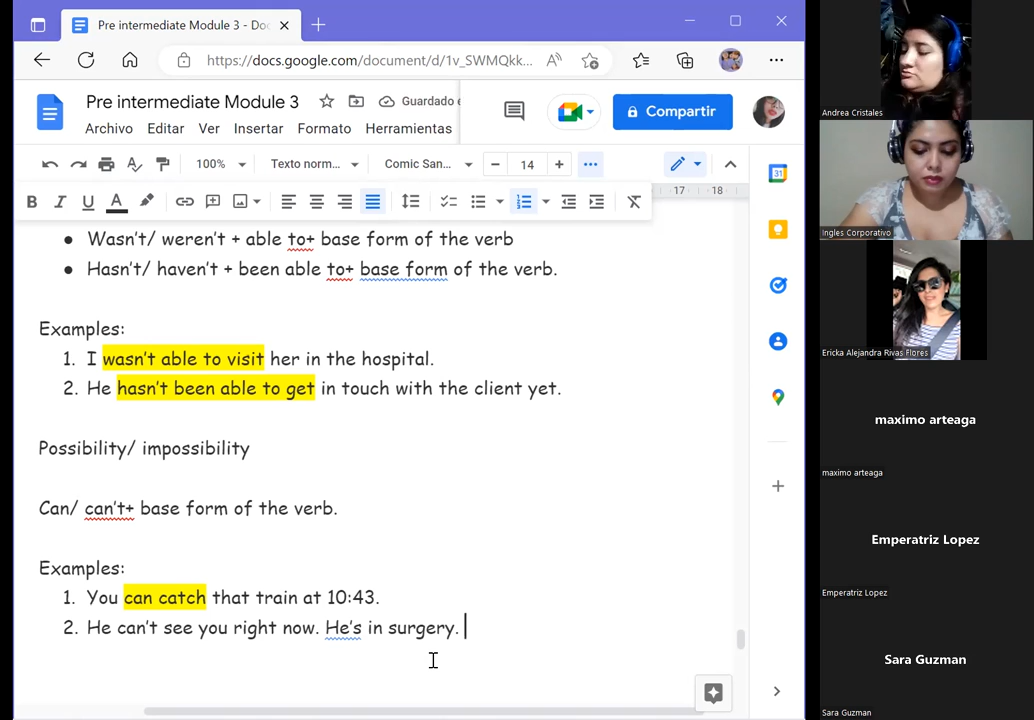 Pre intermediate Module 3 - Doc
https://docs.google.com/document/d/1v_SWMQkk...
Pre intermediate Module 3
Guardado e
Compartir
Archivo Editar Ver Insertar Formato Herramientas
100% Texto norm... Comic San... 14
17 18
Wasn't/ weren't + able to+ base form of the verb
Hasn't/ haven't + been able to+ base form of the verb.
Examples:
1. I wasn't able to visit her in the hospital.
2. He hasn't been able to get in touch with the client yet.
Possibility/ impossibility
Can/ can't+ base form of the verb.
Examples:
1. You can catch that train at 10:43.
2. He can't see you right now. He's in surgery.
31
Andrea Cristales
Ingles Corporativo
Ericka Alejandra Rivas Flores
maximo arteaga
maximo arteaga
Emperatriz Lopez
Emperatriz Lopez
Sara Guzman
Sara Guzman